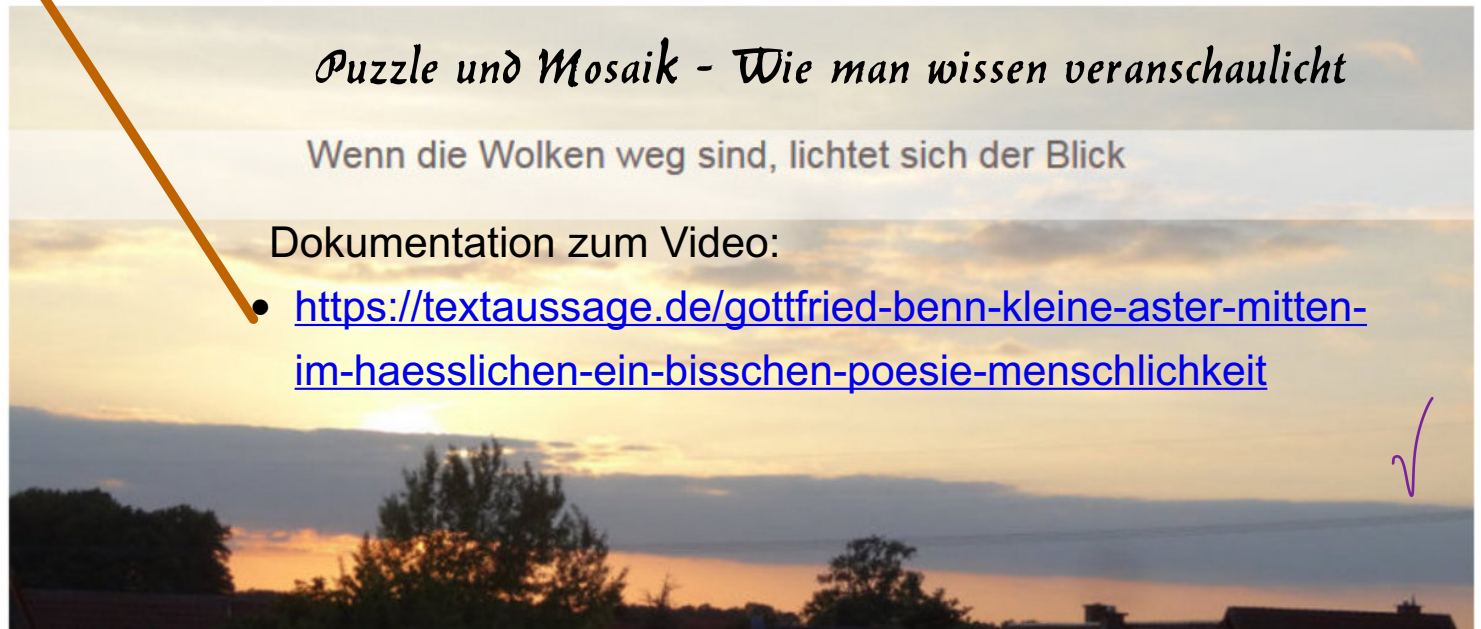 Puzzle und Mosaik - Wie man wissen veranschaulicht
Wenn die Wolken weg sind, lichtet sich der Blick
Dokumentation zum Video:
• https://textaussage.de/gottfried-benn-kleine-aster-mitten-
im-haesslichen-ein-bisschen-poesie-menschlichkeit